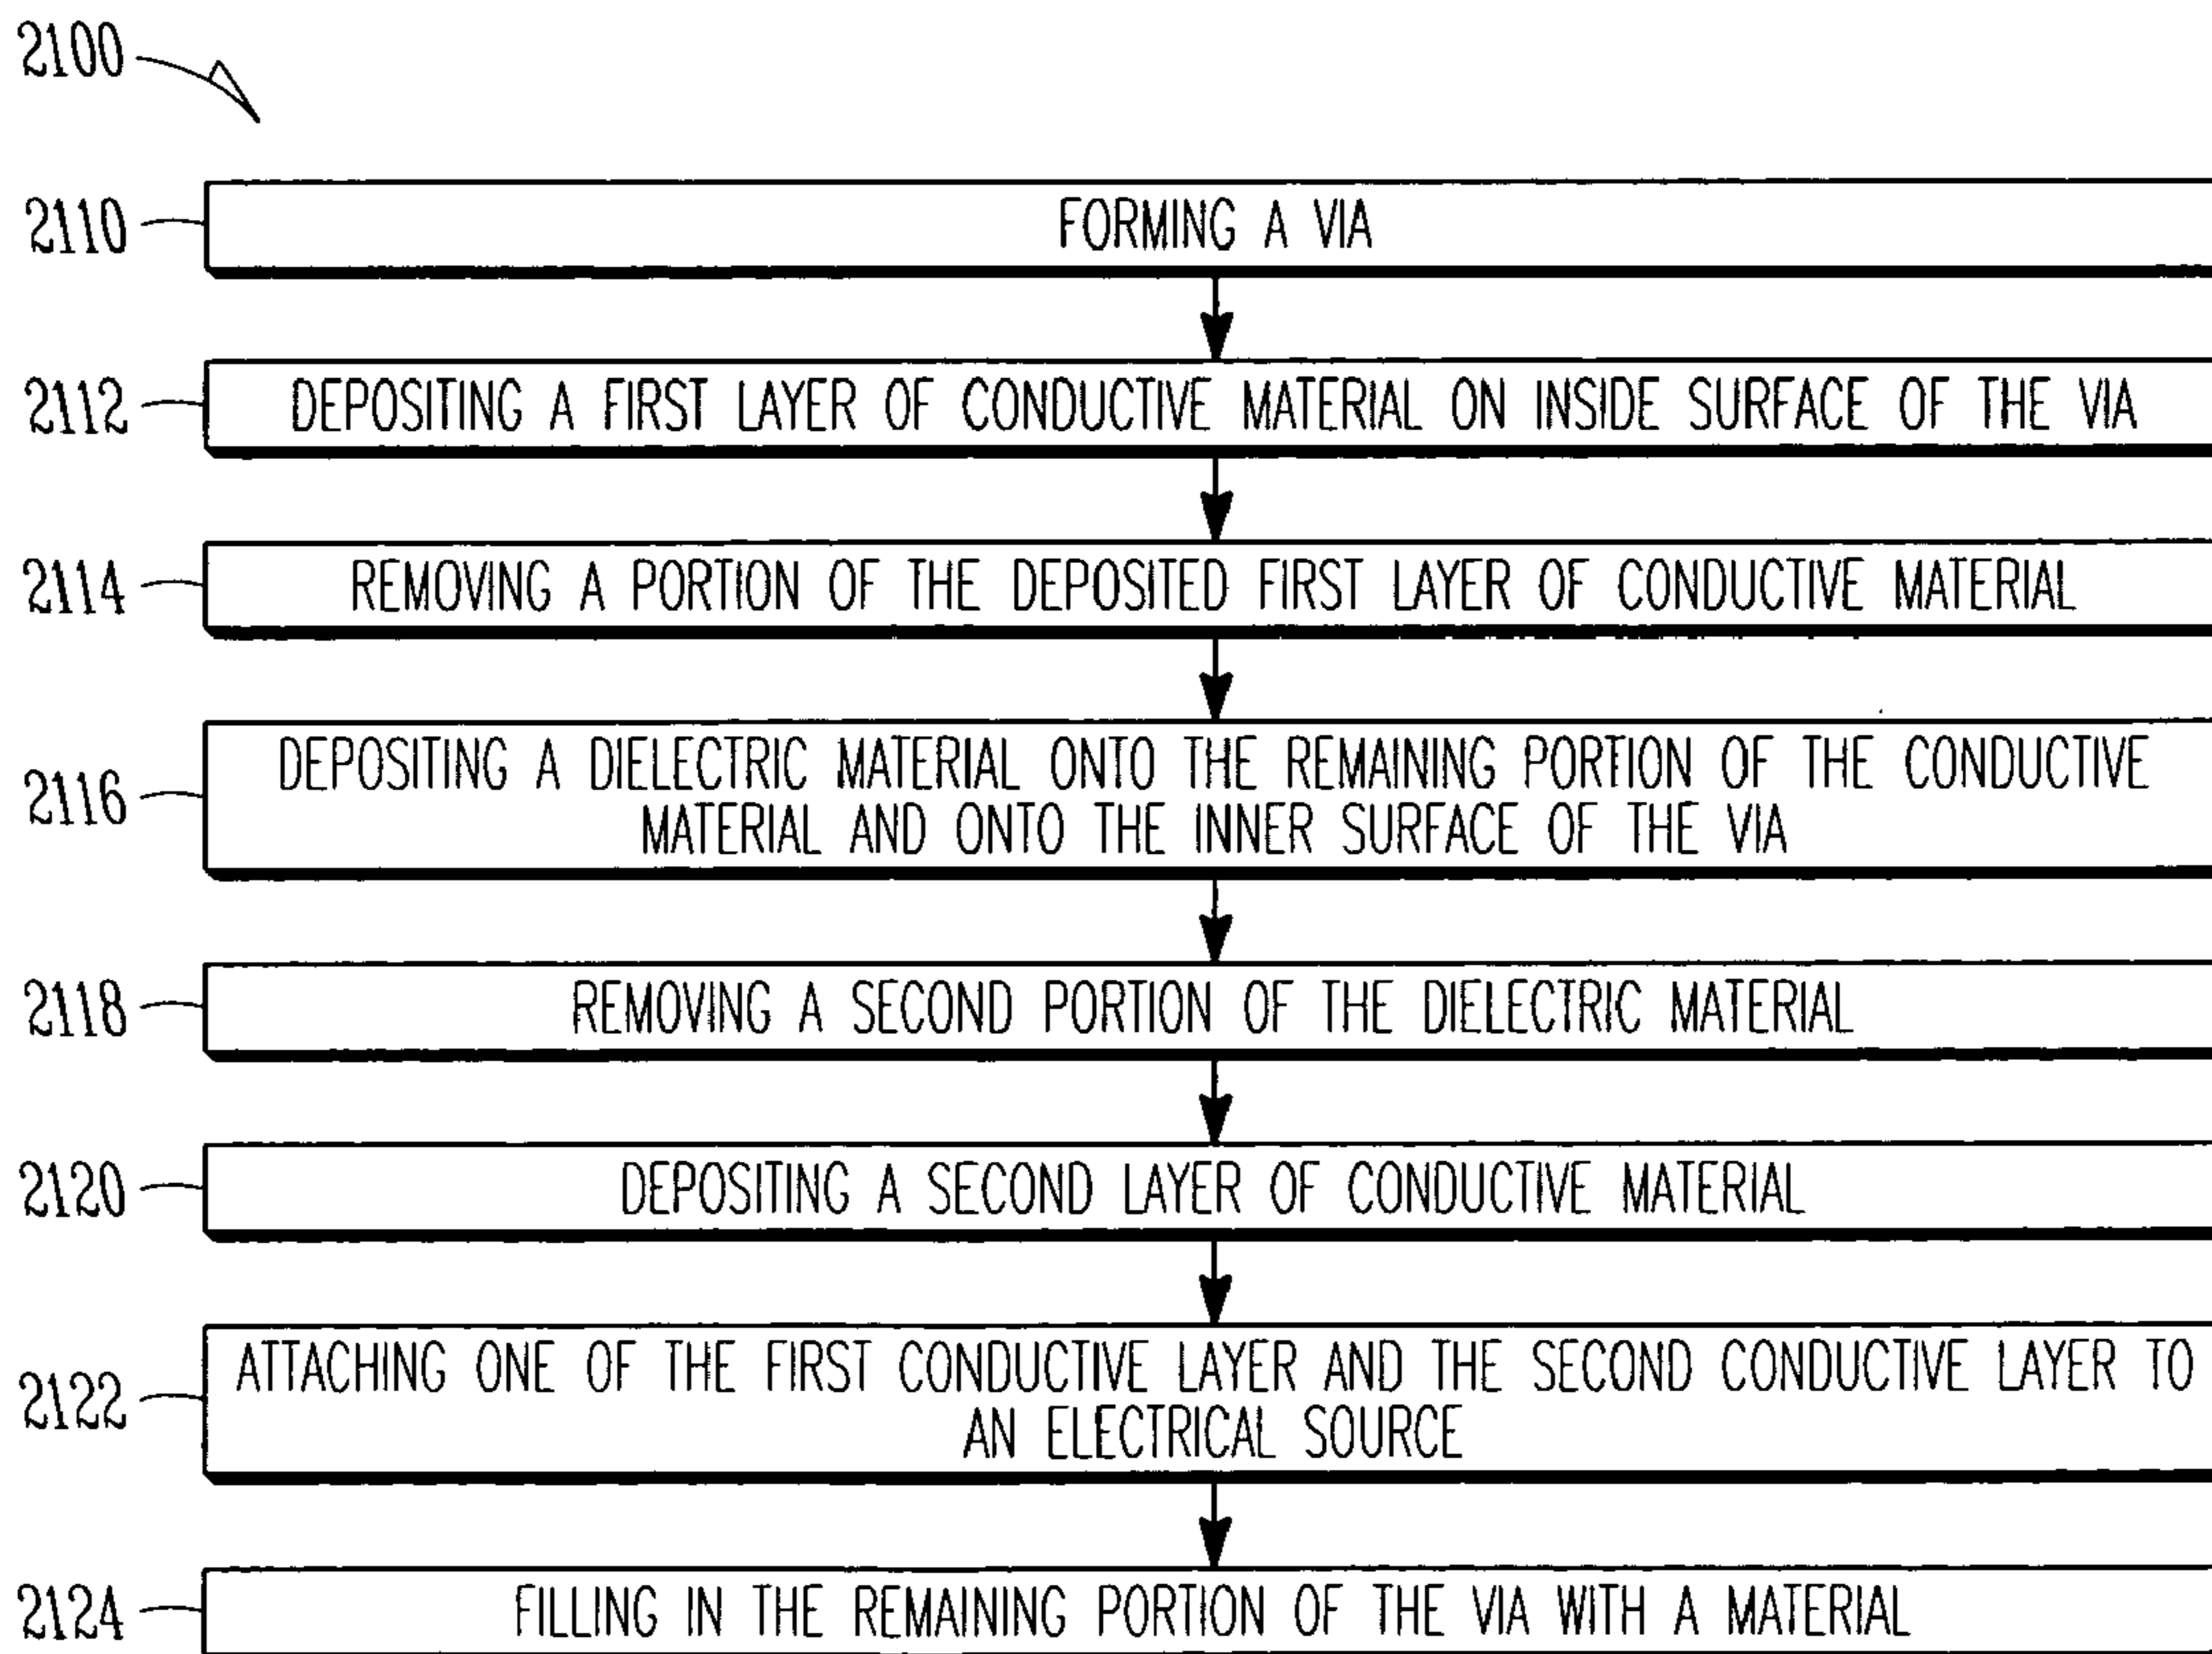 2100
2110
FORMING A VIA
2112
DEPOSITING A FIRST LAYER OF CONDUCTIVE MATERIAL ON INSIDE SURFACE OF THE VIA
2114
REMOVING A PORTION OF THE DEPOSITED FIRST LAYER OF CONDUCTIVE MATERIAL
2116
DEPOSITING A DIELECTRIC MATERIAL ONTO THE REMAINING PORTION OF THE CONDUCTIVE
MATERIAL AND ONTO THE INNER SURFACE OF THE VIA
2118
REMOVING A SECOND PORTION OF THE DIELECTRIC MATERIAL
2120
DEPOSITING A SECOND LAYER OF CONDUCTIVE MATERIAL
2122
ATTACHING ONE OF THE FIRST CONDUCTIVE LAYER AND THE SECOND CONDUCTIVE LAYER TO
AN ELECTRICAL SOURCE
2124
FILLING IN THE REMAINING PORTION OF THE VIA WITH A MATERIAL